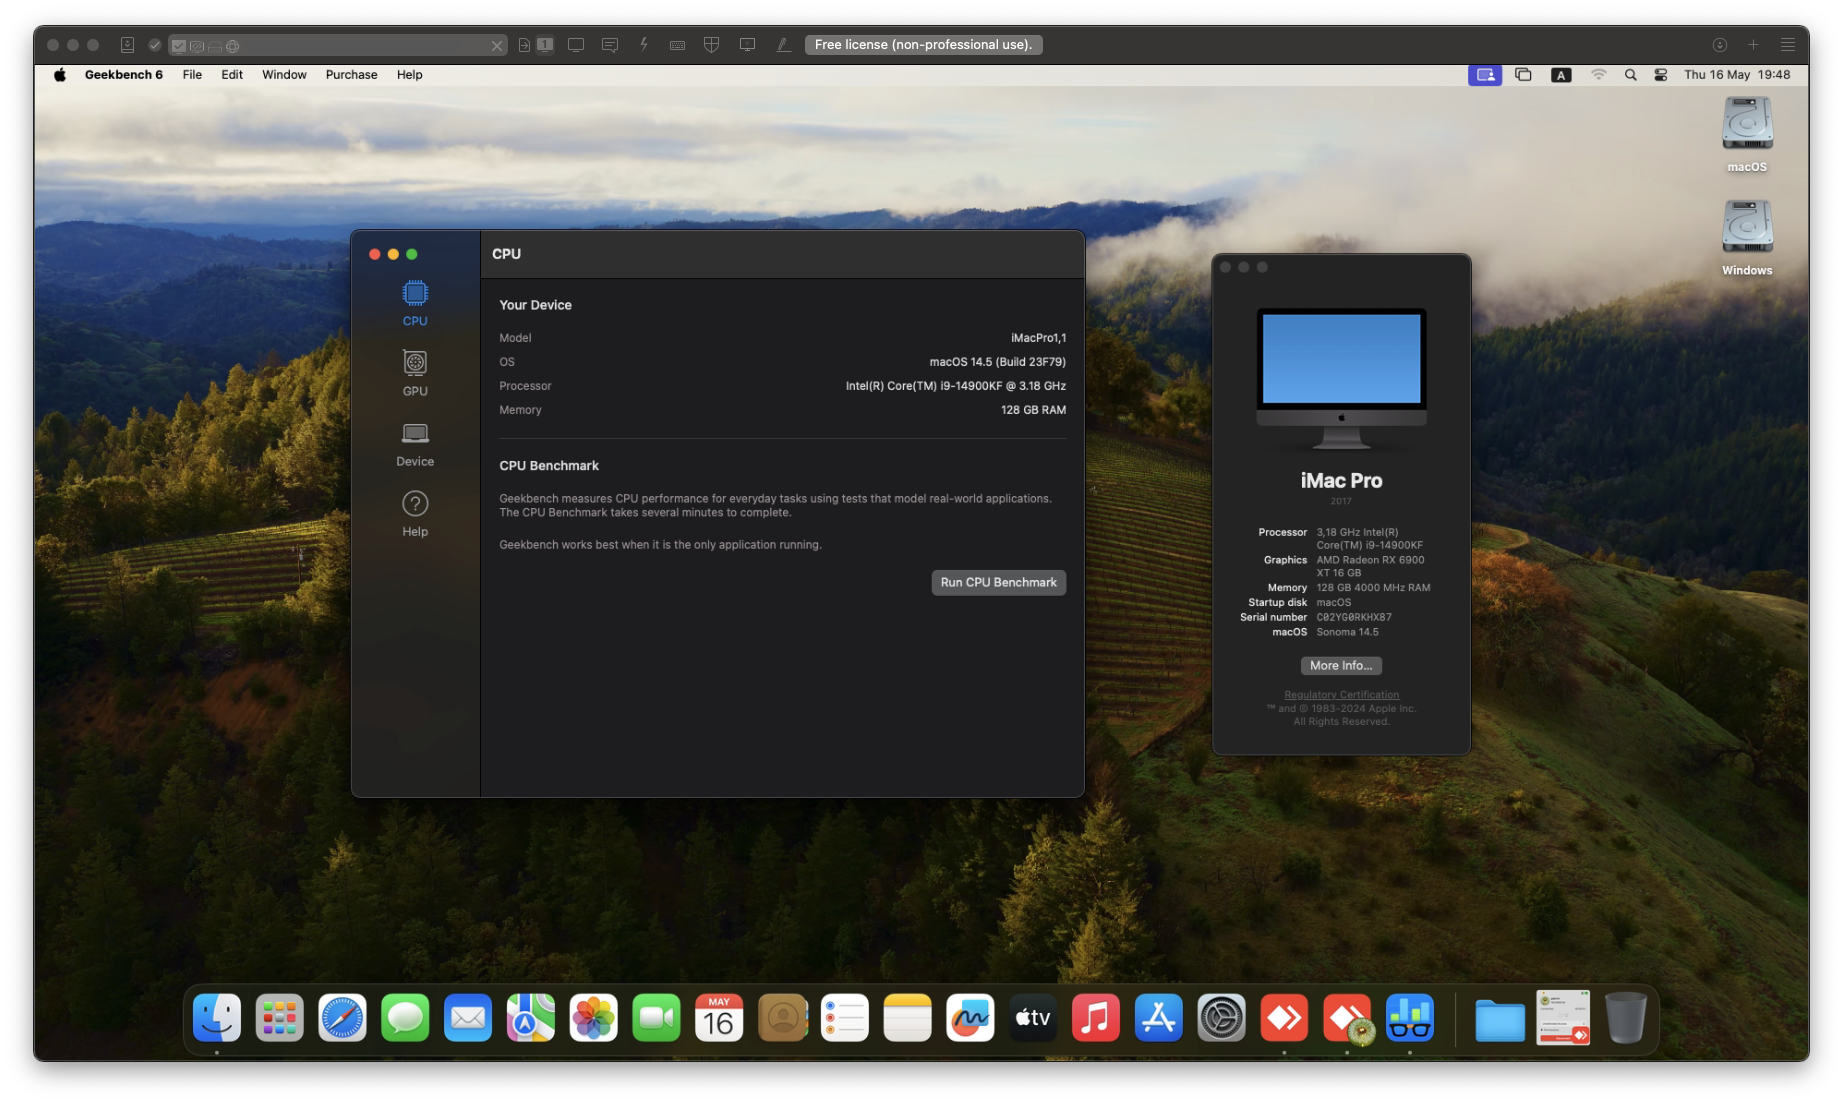 1
Free license (non-professional use).
Geekbench 6 File Edit Window Purchase Help
A
Thu 16 May 19:48
macOS
Windows
CPU
GPU
Device
Help
CPU
Your Device
Model iMacPro1,1
OS macOS 14.5 (Build 23F79)
Processor Intel(R) Core(TM) i9-14900KF @ 3.18 GHz
Memory 128 GB RAM
CPU Benchmark
Geekbench measures CPU performance for everyday tasks using tests that model real-world applications.
The CPU Benchmark takes several minutes to complete.
Geekbench works best when it is the only application running.
Run CPU Benchmark
iMac Pro
2017
Processor 3,18 GHz Intel(R)
Core(TM) i9-14900KF
Graphics AMD Radeon RX 6900
XT 16 GB
Memory 128 GB 4000 MHz RAM
Startup disk macOS
Serial number C02YG0RKHX87
macOS Sonoma 14.5
More Info...
Regulatory Certification
™ and © 1983-2024 Apple Inc.
All Rights Reserved.
MAY
16
tv